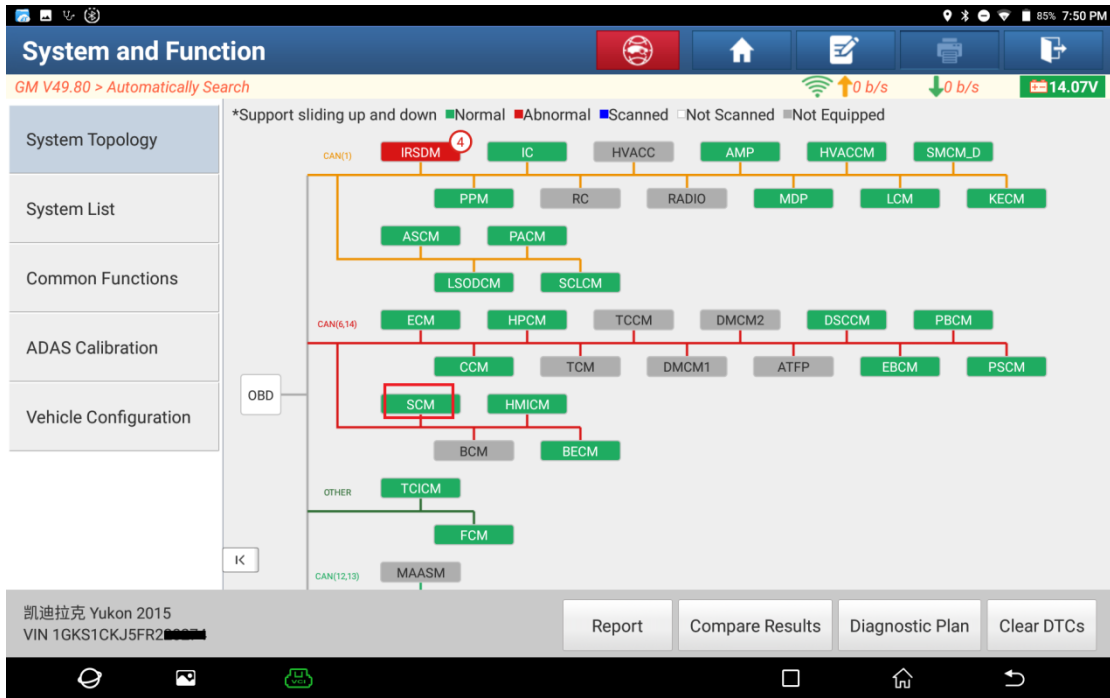 85% 7:50 PM
System and Function
GM V49.80 > Automatically Search
0 b/s
0 b/s
14.07V
System Topology
System List
Common Functions
ADAS Calibration
Vehicle Configuration
*Support sliding up and down Normal Abnormal Scanned Not Scanned Not Equipped
4
CAN(1)
IRSDM IC HVACC AMP HVACCM SMCM_D
PPM RC RADIO MDP LCM KECM
ASCM PACM
LSODCM SCLCM
CAN(6,14)
ECM HPCM TCCM DMCM2 DSCCM PBCM
CCM TCM DMCM1 ATFP EBCM PSCM
OBD
SCM HMICM
BCM BECM
OTHER
TCICM
FCM
CAN(12,13)
MAASM
凯迪拉克 Yukon 2015
VIN 1GKS1CKJ5FR2
Report
Compare Results
Diagnostic Plan
Clear DTCs
VCI